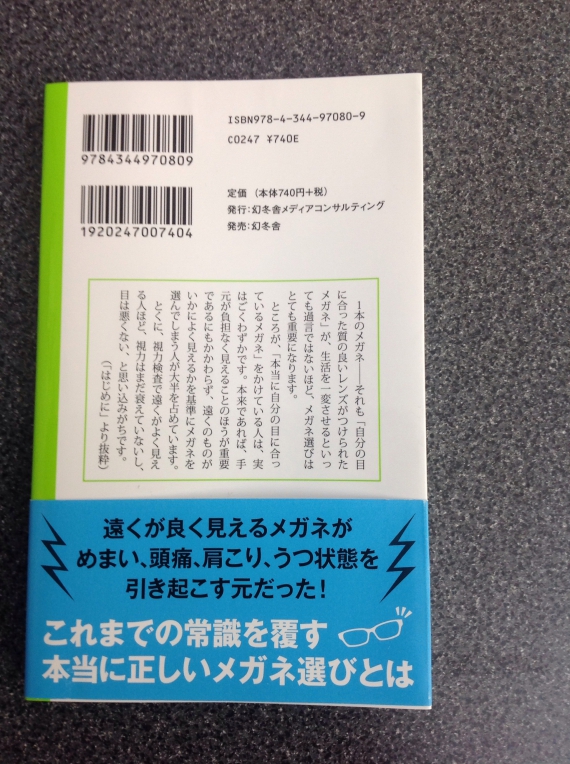 9784344970809
ISBN978-4-344-97080-9
C0247 ¥740E
1920247007404
定価（本体740円＋税）
発行：幻冬舎メディアコンサルティング
発売：幻冬舎
1本のメガネ――それも「自分の目
に合った質の良いレンズがつけられた
メガネ」が、生活を一変させるといっ
ても過言ではないほど、メガネ選びは
とても重要になります。
ところが、「本当に自分の目に合っ
ているメガネ」をかけている人は、実
はごくわずかです。本来であれば、手
元が負担なく見えることのほうが重要
であるにもかかわらず、遠くのものが
いかによく見えるかを基準にメガネを
選んでしまう人が大半を占めています。
とくに、視力検査で遠くがよく見え
る人ほど、視力はまだ衰えていないし、
目は悪くない、と思い込みがちです。
（「はじめに」より抜粋）
遠くが良く見えるメガネが
めまい、頭痛、肩こり、うつ状態を
引き起こす元だった！
これまでの常識を覆す
本当に正しいメガネ選びとは